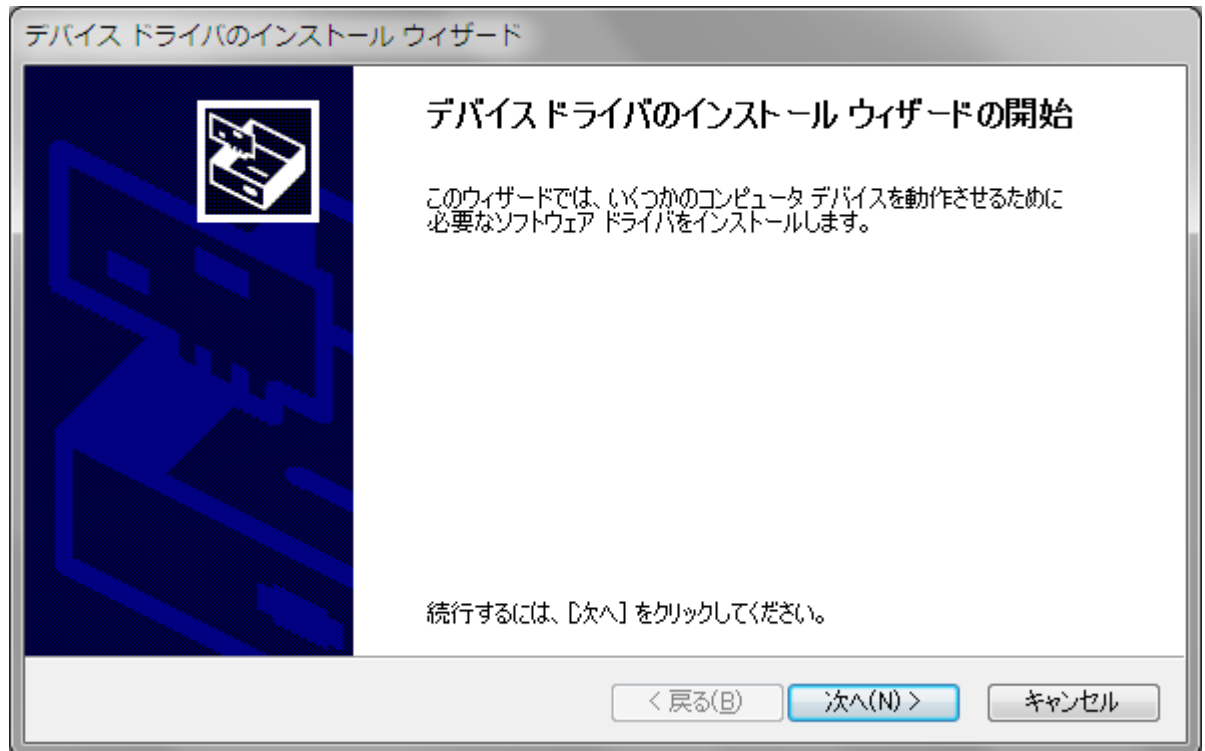 デバイス ドライバのインストール ウィザード
デバイス ドライバのインストール ウィザードの開始
このウィザードでは、いくつかのコンピュータ デバイスを動作させるために
必要なソフトウェア ドライバをインストールします。
続行するには、[次へ] をクリックしてください。
< 戻る(B) 次へ(N) > キャンセル